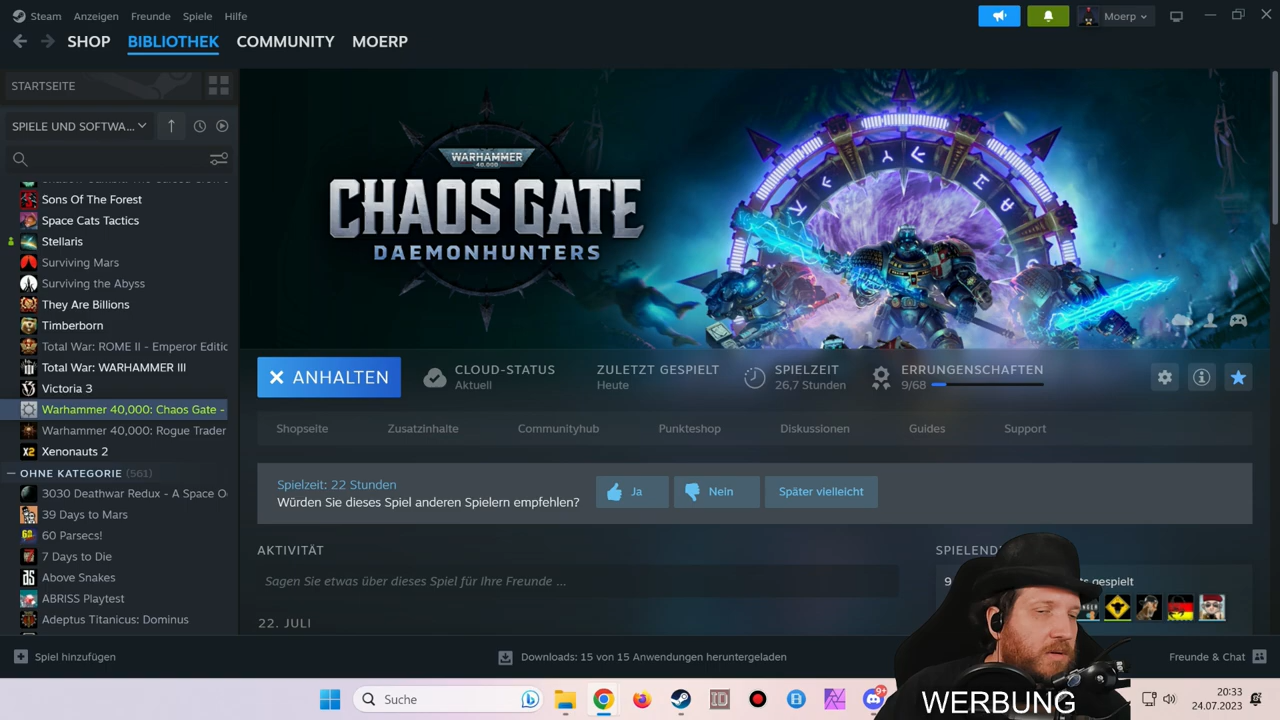 Steam Anzeigen Freunde Spiele Hilfe
Moerp
SHOP BIBLIOTHEK COMMUNITY MOERP
STARTSEITE
SPIELE UND SOFTWA...
Sons Of The Forest
Space Cats Tactics
Stellaris
Surviving Mars
Surviving the Abyss
They Are Billions
Timberborn
Total War: ROME II - Emperor Editic
Total War: WARHAMMER III
Victoria 3
Warhammer 40,000: Chaos Gate -
Warhammer 40,000: Rogue Trader
X2 Xenonauts 2
OHNE KATEGORIE (561)
3030 Deathwar Redux - A Space O
39 Days to Mars
60 Parsecs!
7 Days to Die
Above Snakes
ABRISS Playtest
Adeptus Titanicus: Dominus
WARHAMMER
40,000
CHAOS GATE
DAEMONHUNTERS
ANHALTEN
CLOUD-STATUS
Aktuell
ZULETZT GESPIELT
Heute
SPIELZEIT
26,7 Stunden
ERRUNGENSCHAFTEN
9/68
Shopseite Zusatzinhalte Communityhub Punkteshop Diskussionen Guides Support
Spielzeit: 22 Stunden
Würden Sie dieses Spiel anderen Spielern empfehlen?
Ja Nein Später vielleicht
AKTIVITÄT
Sagen Sie etwas über dieses Spiel für Ihre Freunde ...
22. JULI
SPIELEND
9
ts gespielt
Spiel hinzufügen
Downloads: 15 von 15 Anwendungen heruntergeladen
Freunde & Chat
Suche
9+
WERBUNG
20:33
24.07.2023